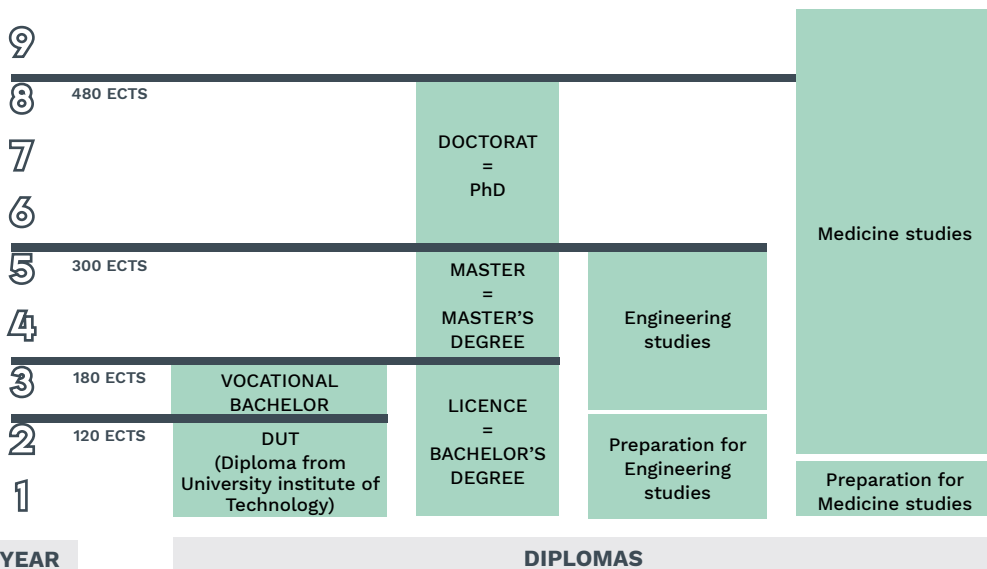 9
8
480 ECTS
7
6
5
300 ECTS
4
3
180 ECTS
2
120 ECTS
1
VOCATIONAL
BACHELOR
DUT
(Diploma from
University institute of
Technology)
DOCTORAT
=
PhD
MASTER
=
MASTER'S
DEGREE
LICENCE
=
BACHELOR'S
DEGREE
Engineering
studies
Preparation for
Engineering
studies
Medicine studies
Preparation for
Medicine studies
YEAR
DIPLOMAS